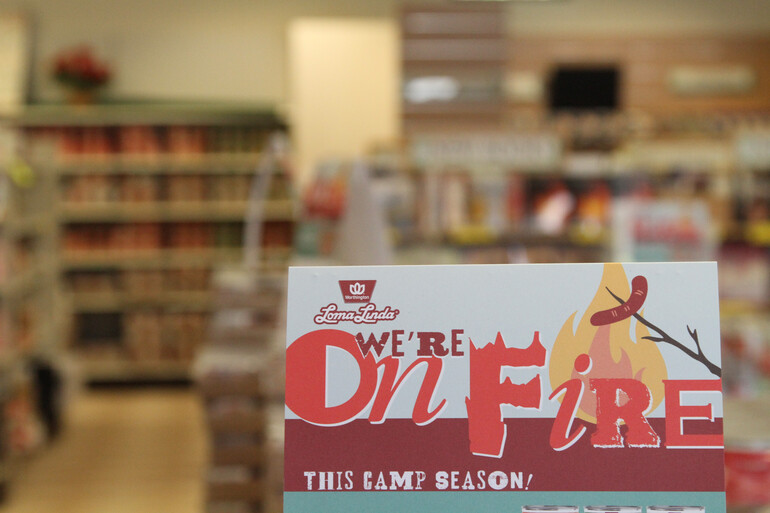 Worthington
Loma Linda®
WE'RE
On FiRE
THIS CAMP SEASON!